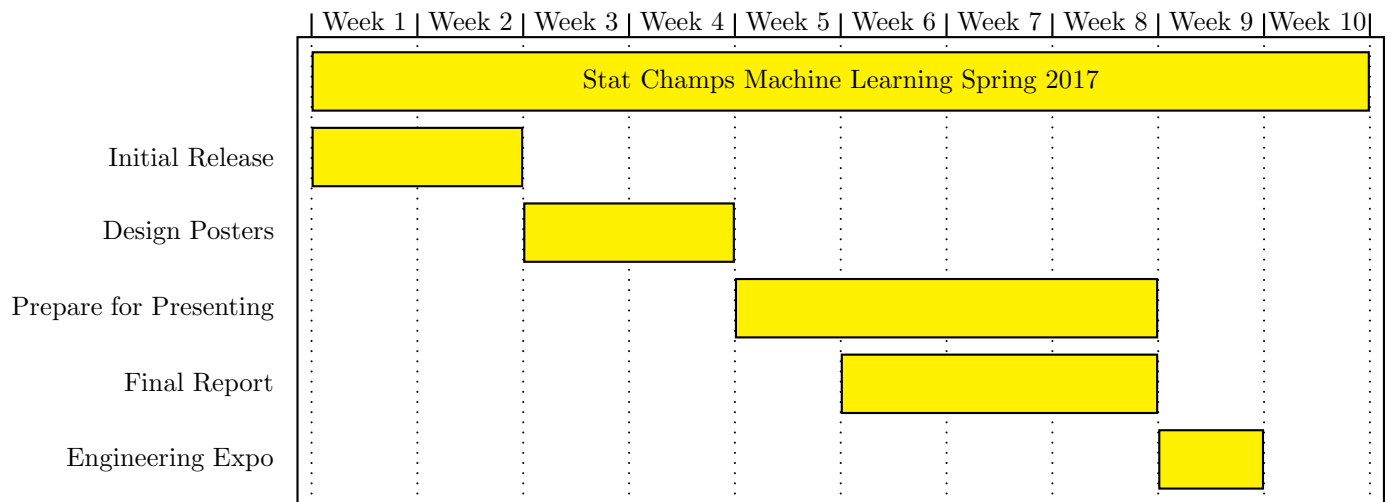 Week 1 Week 2 Week 3 Week 4 Week 5 Week 6 Week 7 Week 8 Week 9 Week 10
Stat Champs Machine Learning Spring 2017
Initial Release
Design Posters
Prepare for Presenting
Final Report
Engineering Expo